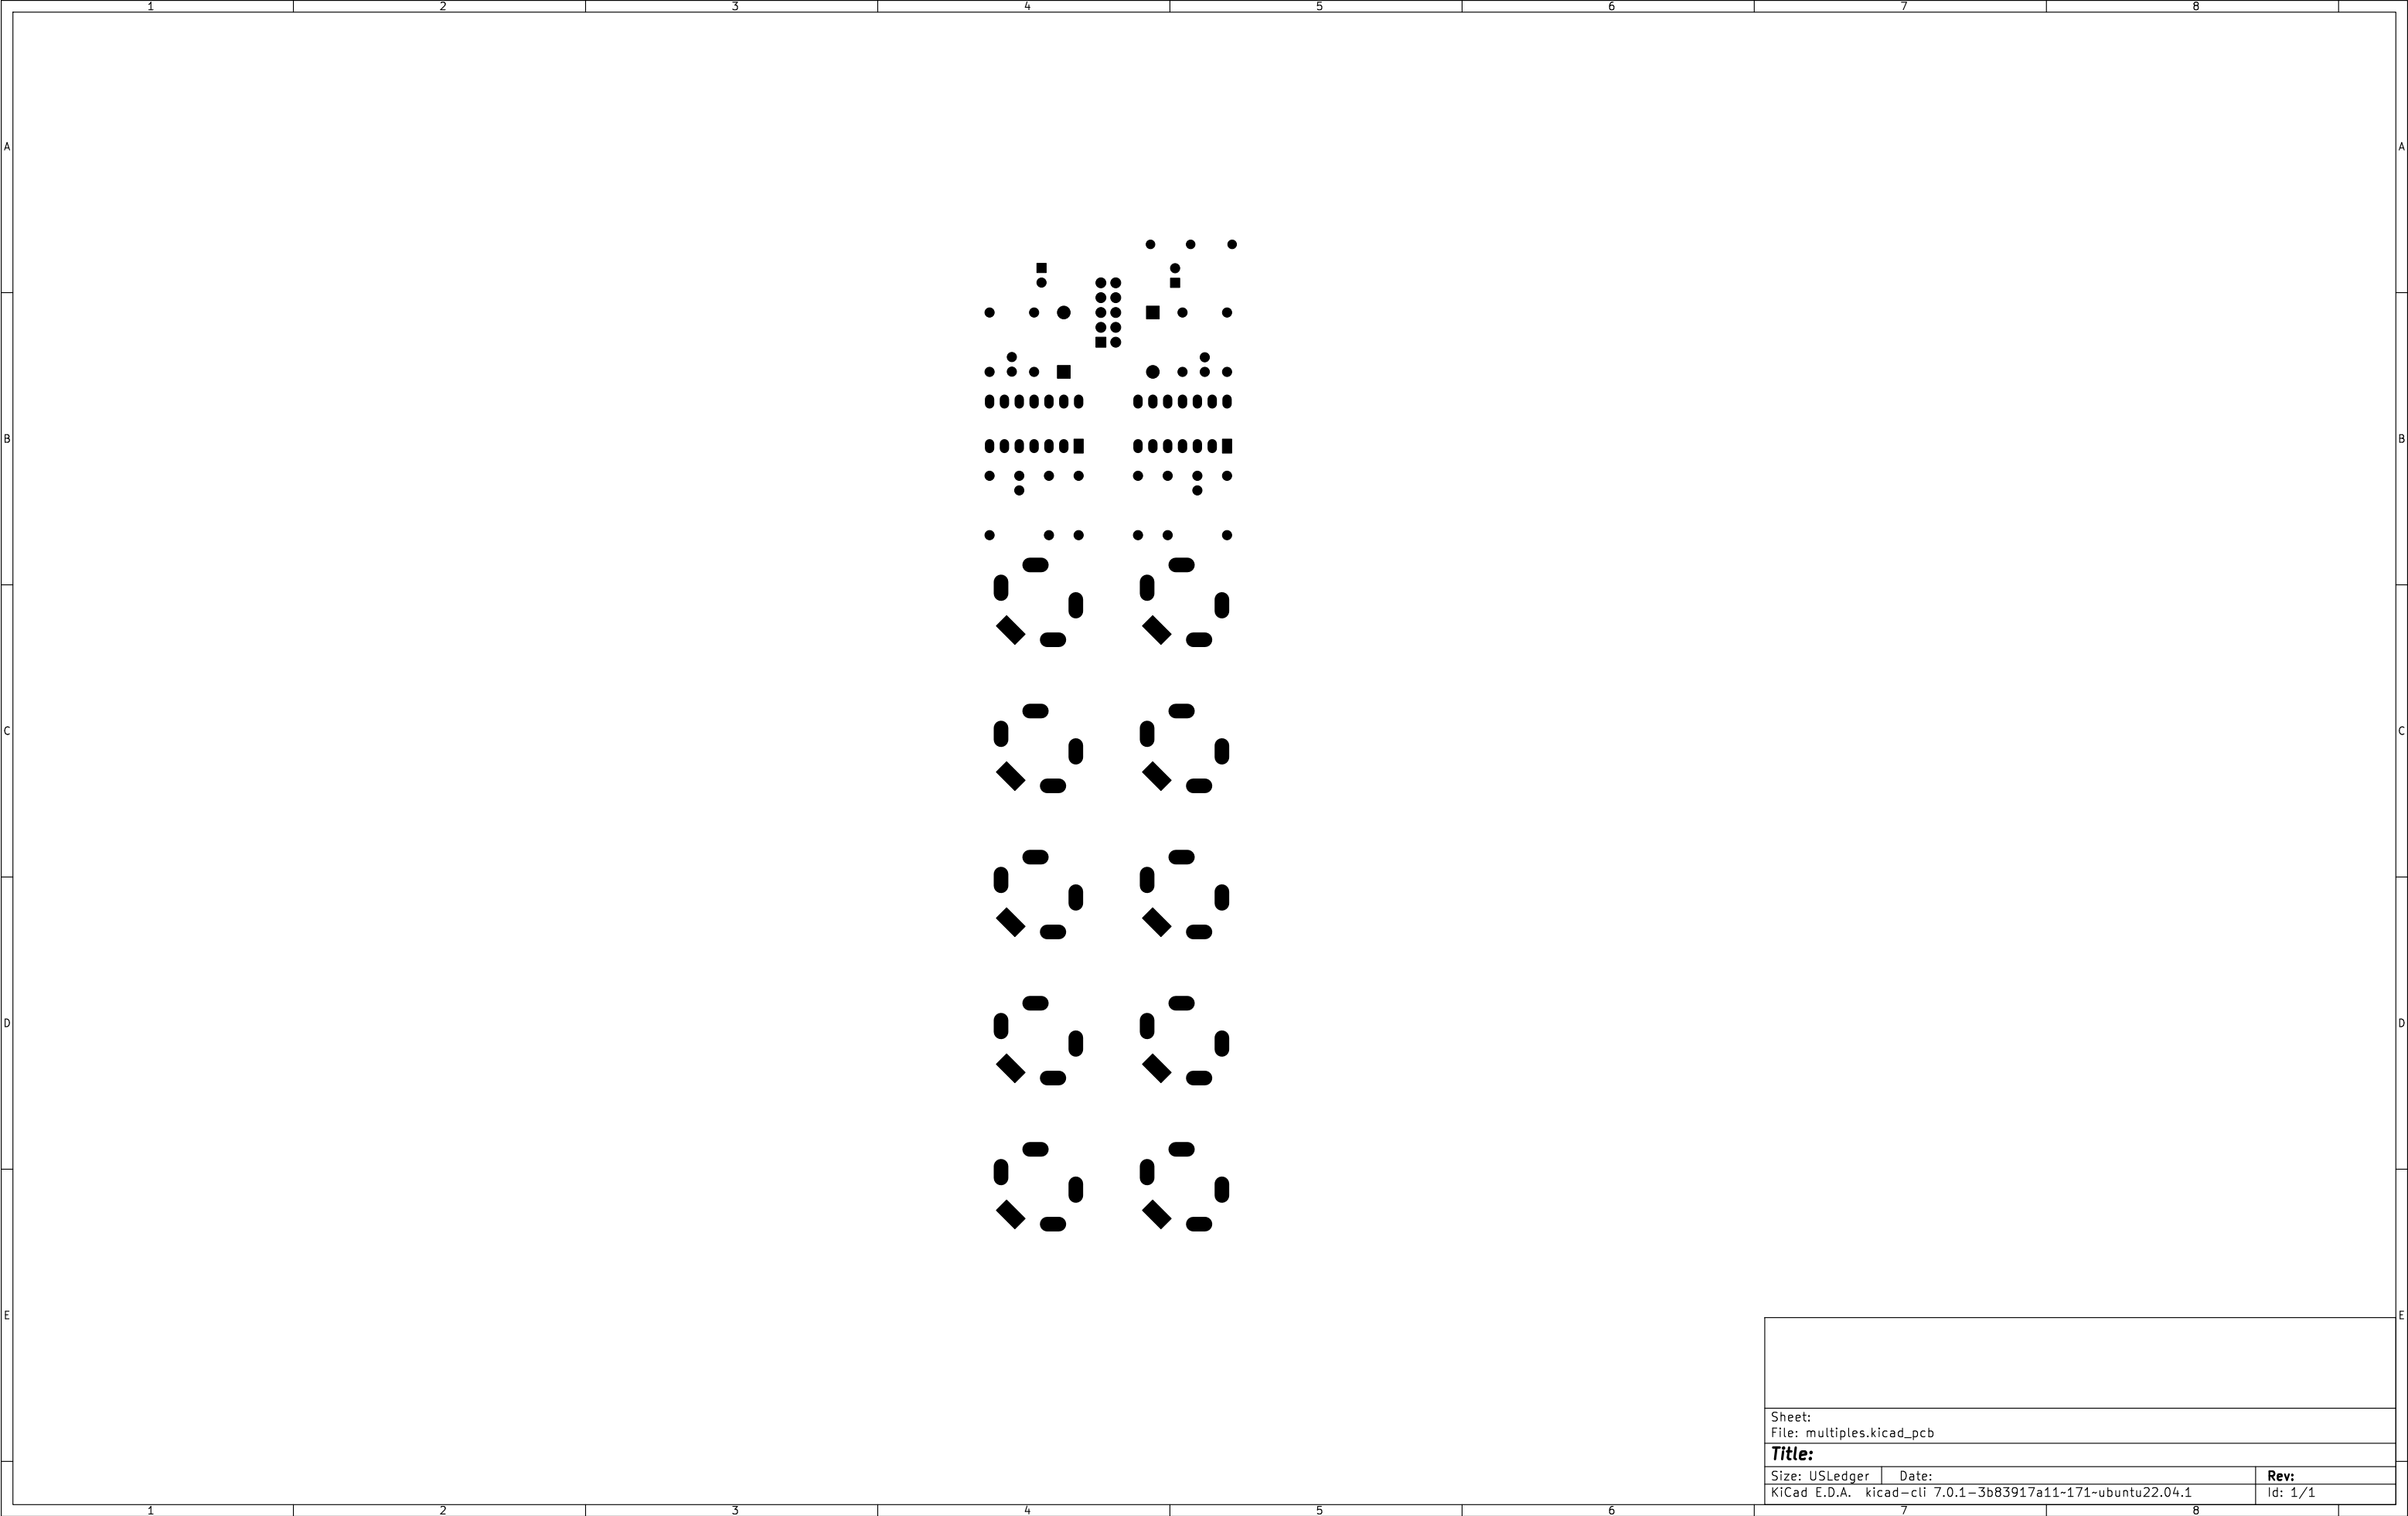 1 2 3 4 5 6 7 8
A A
B B
C C
D D
E E
Sheet:
File: multiples.kicad_pcb
Title:
Size: USLedger Date: Rev:
KiCad E.D.A. kicad-cli 7.0.1-3b83917a11~171~ubuntu22.04.1 Id: 1/1
1 2 3 4 5 6 7 8